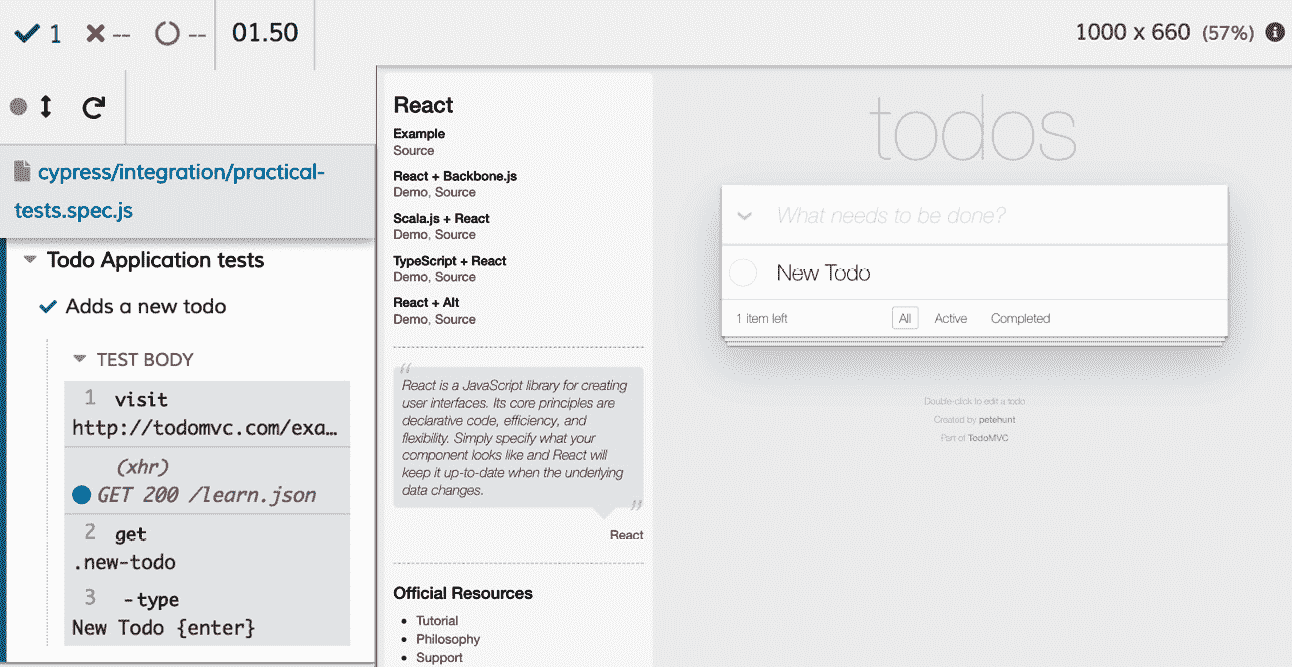 1 -- -- 01.50
1000 x 660 (57%)
cypress/integration/practical-
tests.spec.js
Todo Application tests
Adds a new todo
TEST BODY
1 visit
http://todomvc.com/exa…
(xhr)
GET 200 /learn.json
2 get
.new-todo
3 -type
New Todo {enter}
React
Example
Source
React + Backbone.js
Demo, Source
Scala.js + React
Demo, Source
TypeScript + React
Demo, Source
React + Alt
Demo, Source
“
React is a JavaScript library for creating
user interfaces. Its core principles are
declarative code, efficiency, and
flexibility. Simply specify what your
component looks like and React will
keep it up-to-date when the underlying
data changes.
”
React
Official Resources
• Tutorial
• Philosophy
• Support
todos
What needs to be done?
New Todo
1 item left All Active Completed
Double-click to edit a todo
Created by petehunt
Part of TodoMVC